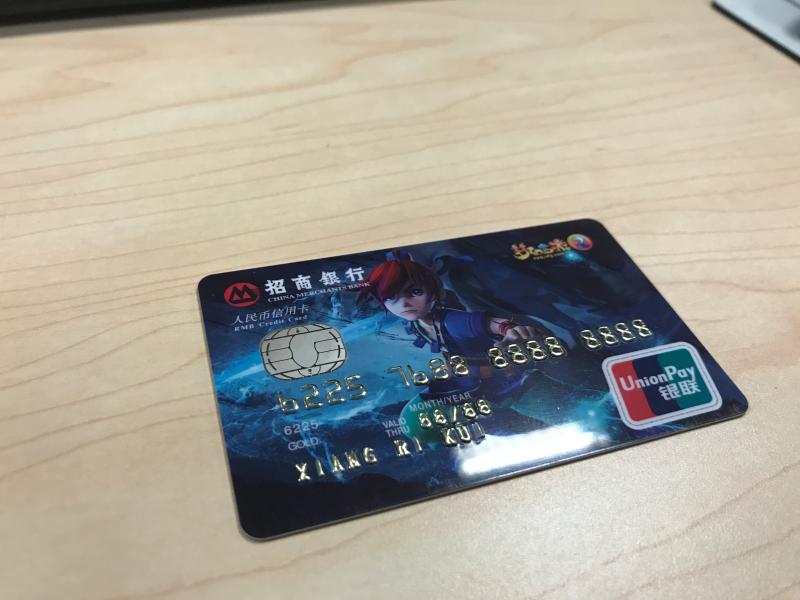 招商银行
CHINA MERCHANTS BANK
人民币信用卡
RMB Credit Card
6225 7688 8888 8888
6225
GOLD
MONTH/YEAR
VALID
THRU
88/88
XIANG RI KUI
UnionPay
银联